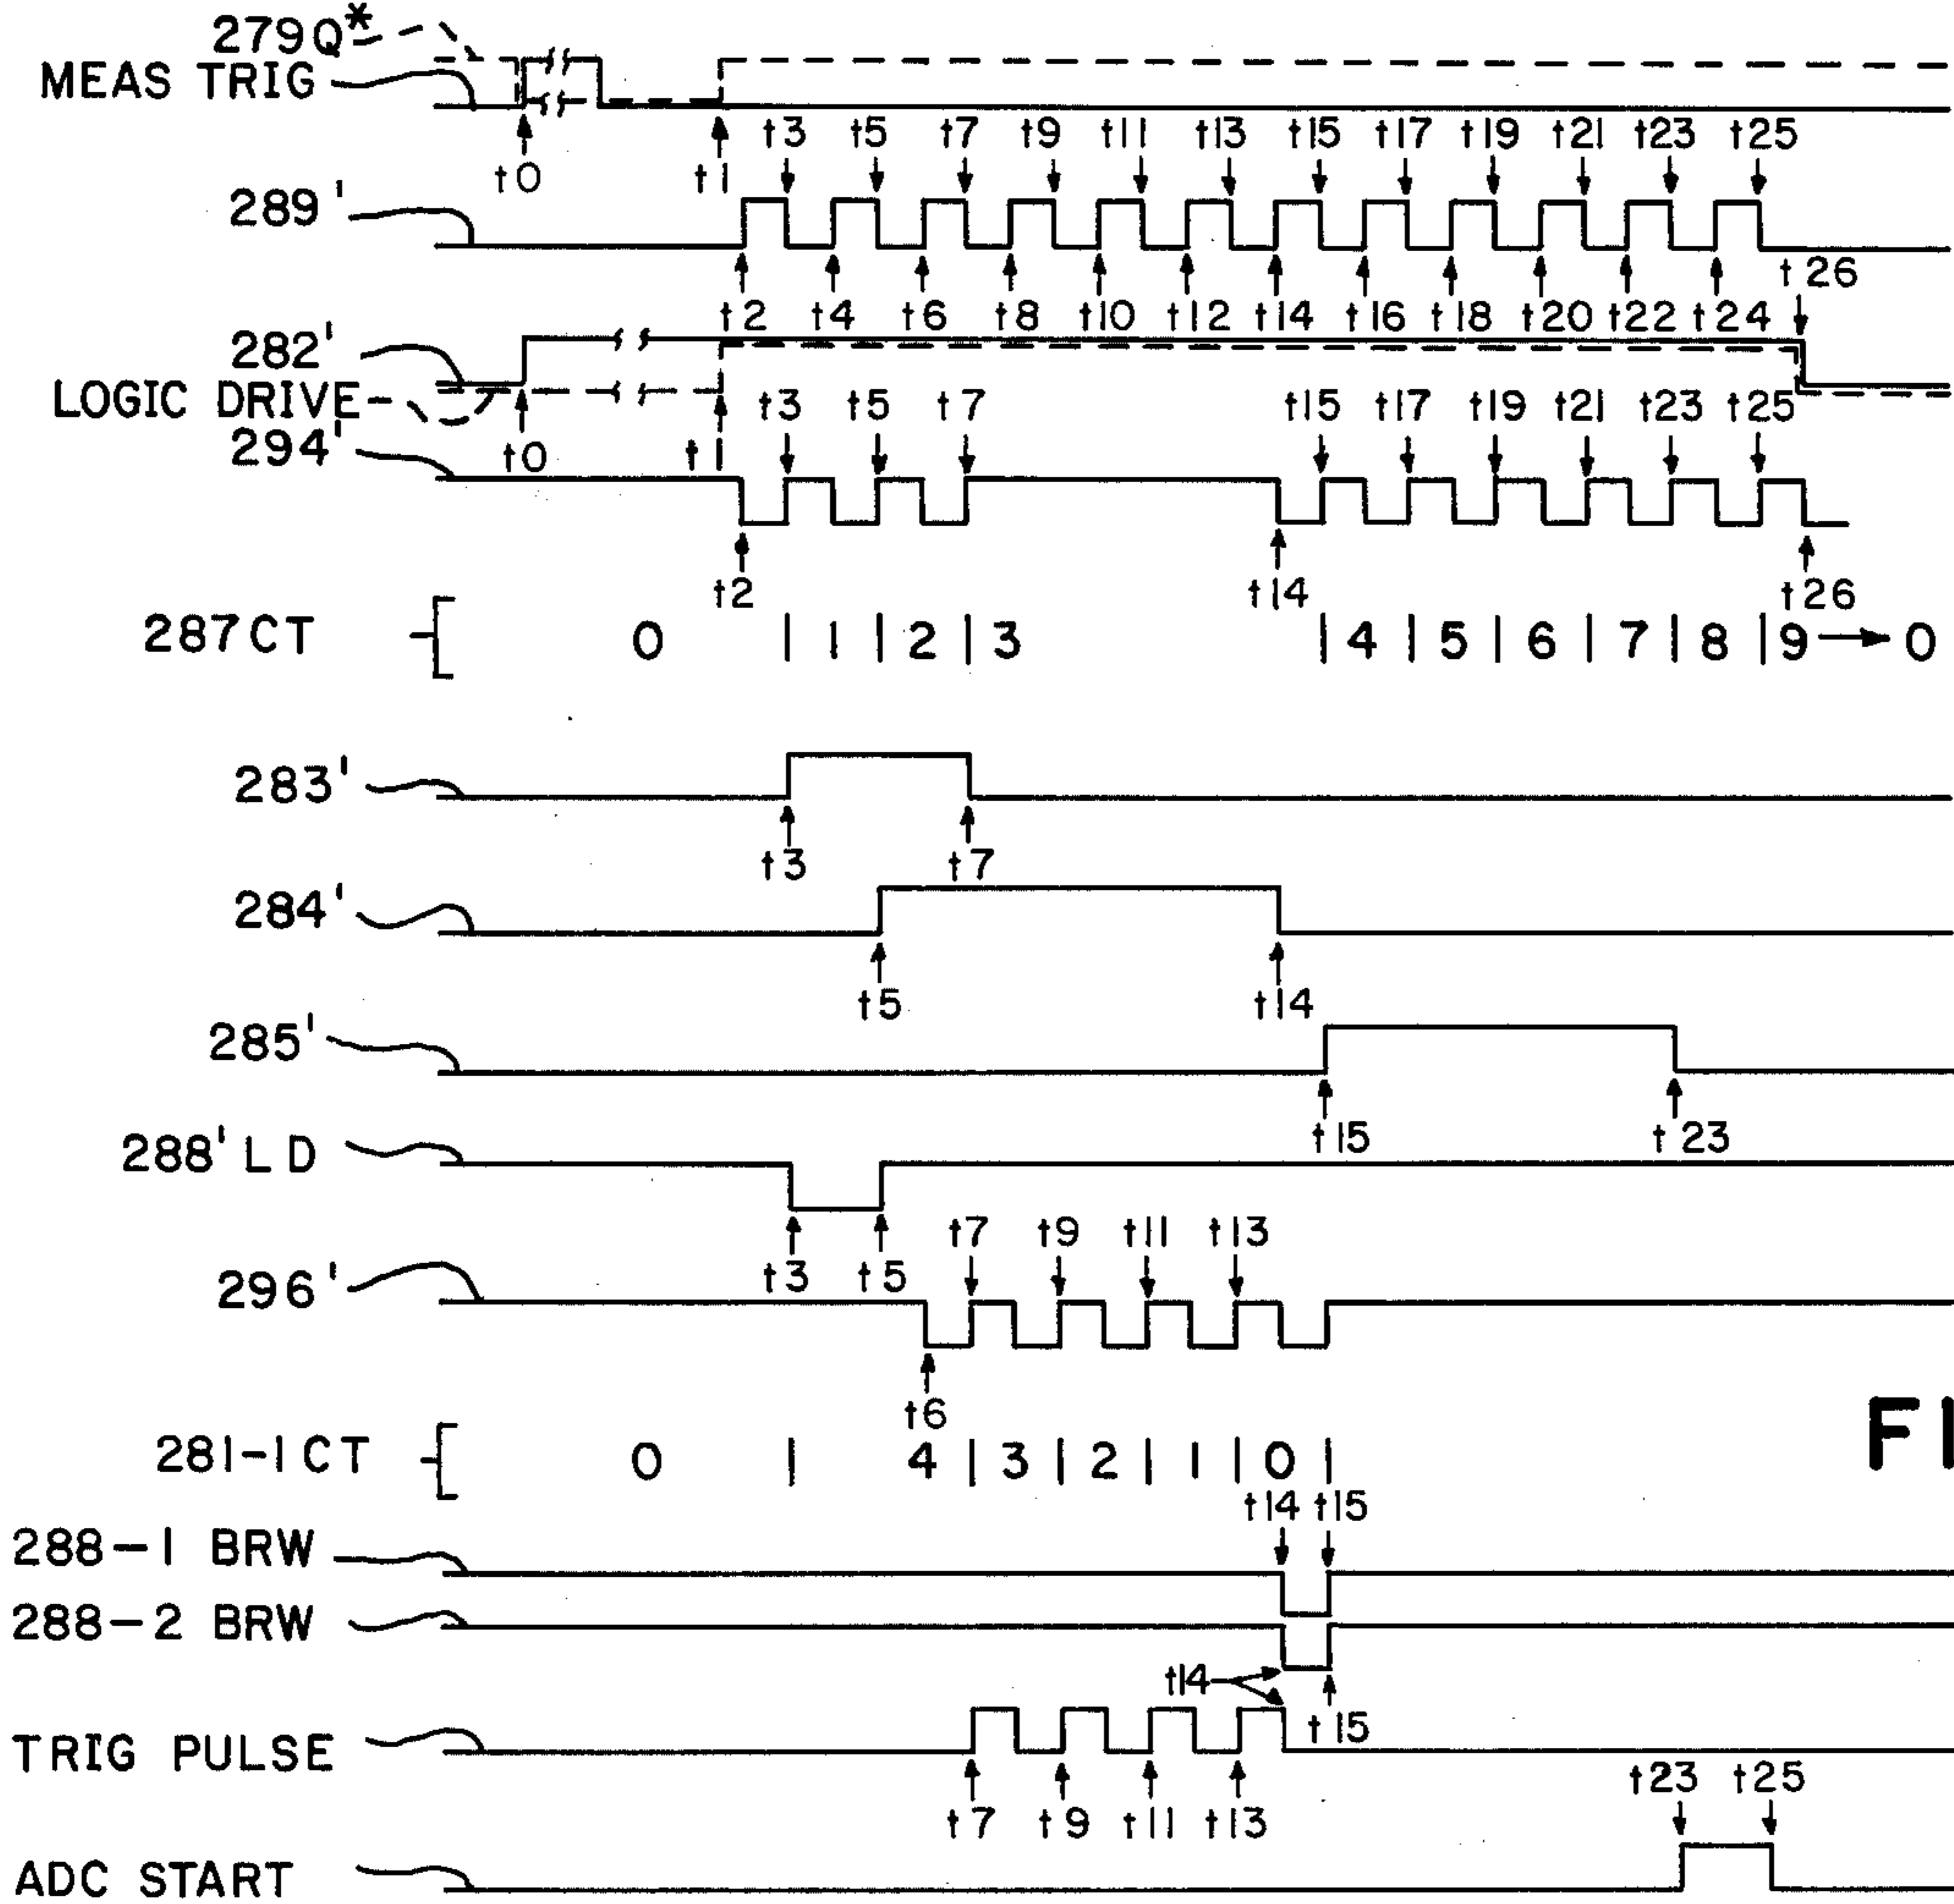 279Q*
MEAS TRIG
t3 t5 t7 t9 t11 t13 t15 t17 t19 t21 t23 t25
t0 t1
289'
t26
t2 t4 t6 t8 t10 t12 t14 t16 t18 t20 t22 t24
282'
LOGIC DRIVE
t3 t5 t7 t15 t17 t19 t21 t23 t25
294'
t0 t1
t2 t14 t26
287CT 0 | 1 | 2 | 3 | 4 | 5 | 6 | 7 | 8 | 9 → 0
283'
t3 t7
284'
t5 t14
285'
t15 t23
288'LD
t7 t9 t11 t13
t3 t5
296'
t6
281-1CT 0 | 4 | 3 | 2 | 1 | 0 |
FI
t14 t15
288-1 BRW
288-2 BRW
t14
t15
TRIG PULSE
t23 t25
t7 t9 t11 t13
ADC START